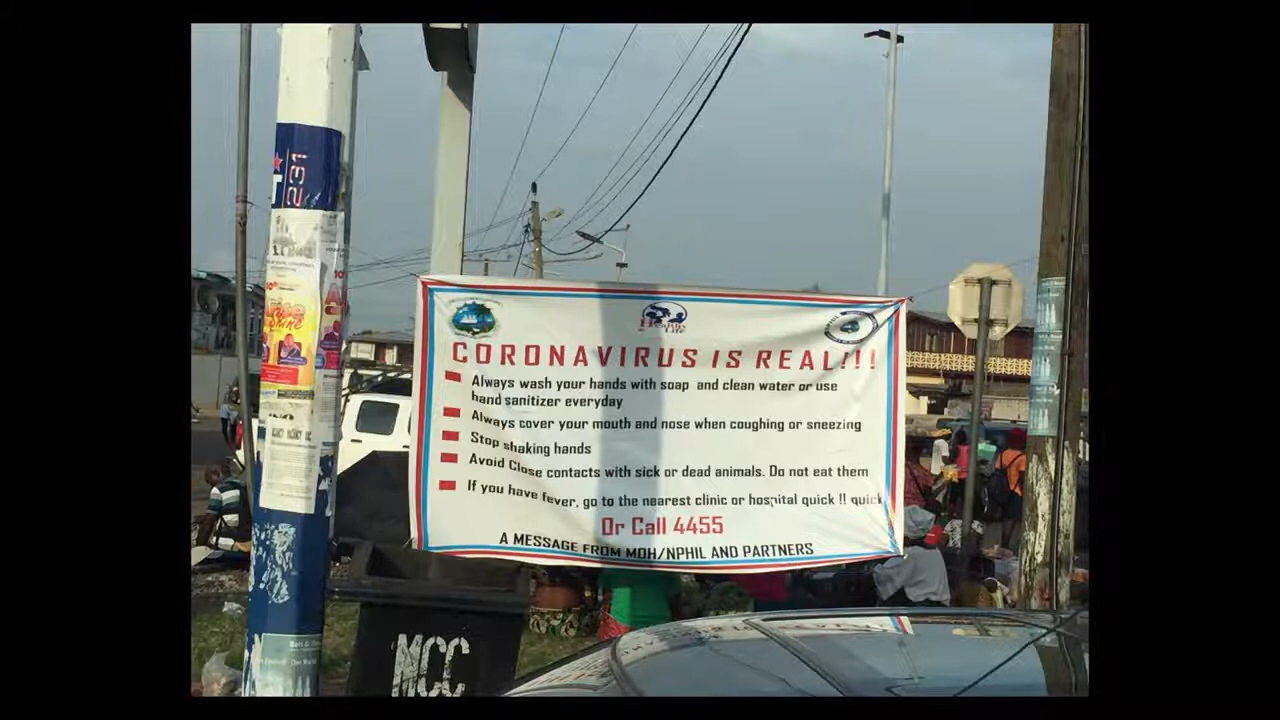 231
CORONAVIRUS IS REAL!!!
Always wash your hands with soap and clean water or use
hand sanitizer everyday
Always cover your mouth and nose when coughing or sneezing
Stop shaking hands
Avoid Close contacts with sick or dead animals. Do not eat them
If you have fever, go to the nearest clinic or hospital quick !! quick
Or Call 4455
A MESSAGE FROM MOH/NPHIL AND PARTNERS
MCC